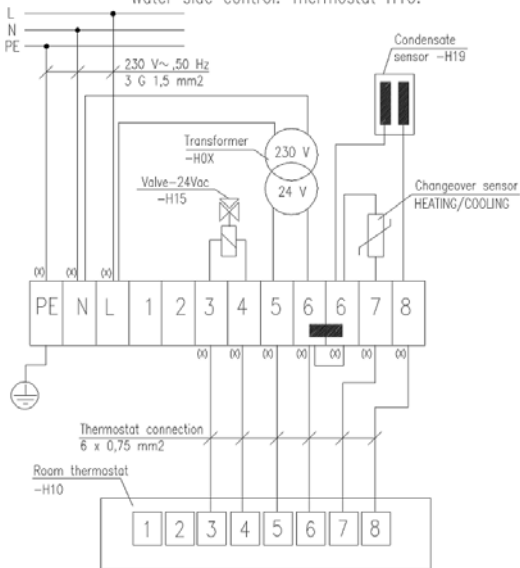 Water side control. Thermostat H10.
L
N
PE
230 V~ ,50 Hz
3 G 1,5 mm2
Condensate
sensor -H19
Transformer
-H0X
230 V
24 V
Valve-24Vac
-H15
Changeover sensor
HEATING/COOLING
(X) (X) (X)
PE N L 1 2 3 4 5 6 6 7 8
(X) (X) (X) (X) (X) (X) (X)
Thermostat connection
6 x 0,75 mm2
Room thermostat
-H10
1 2 3 4 5 6 7 8